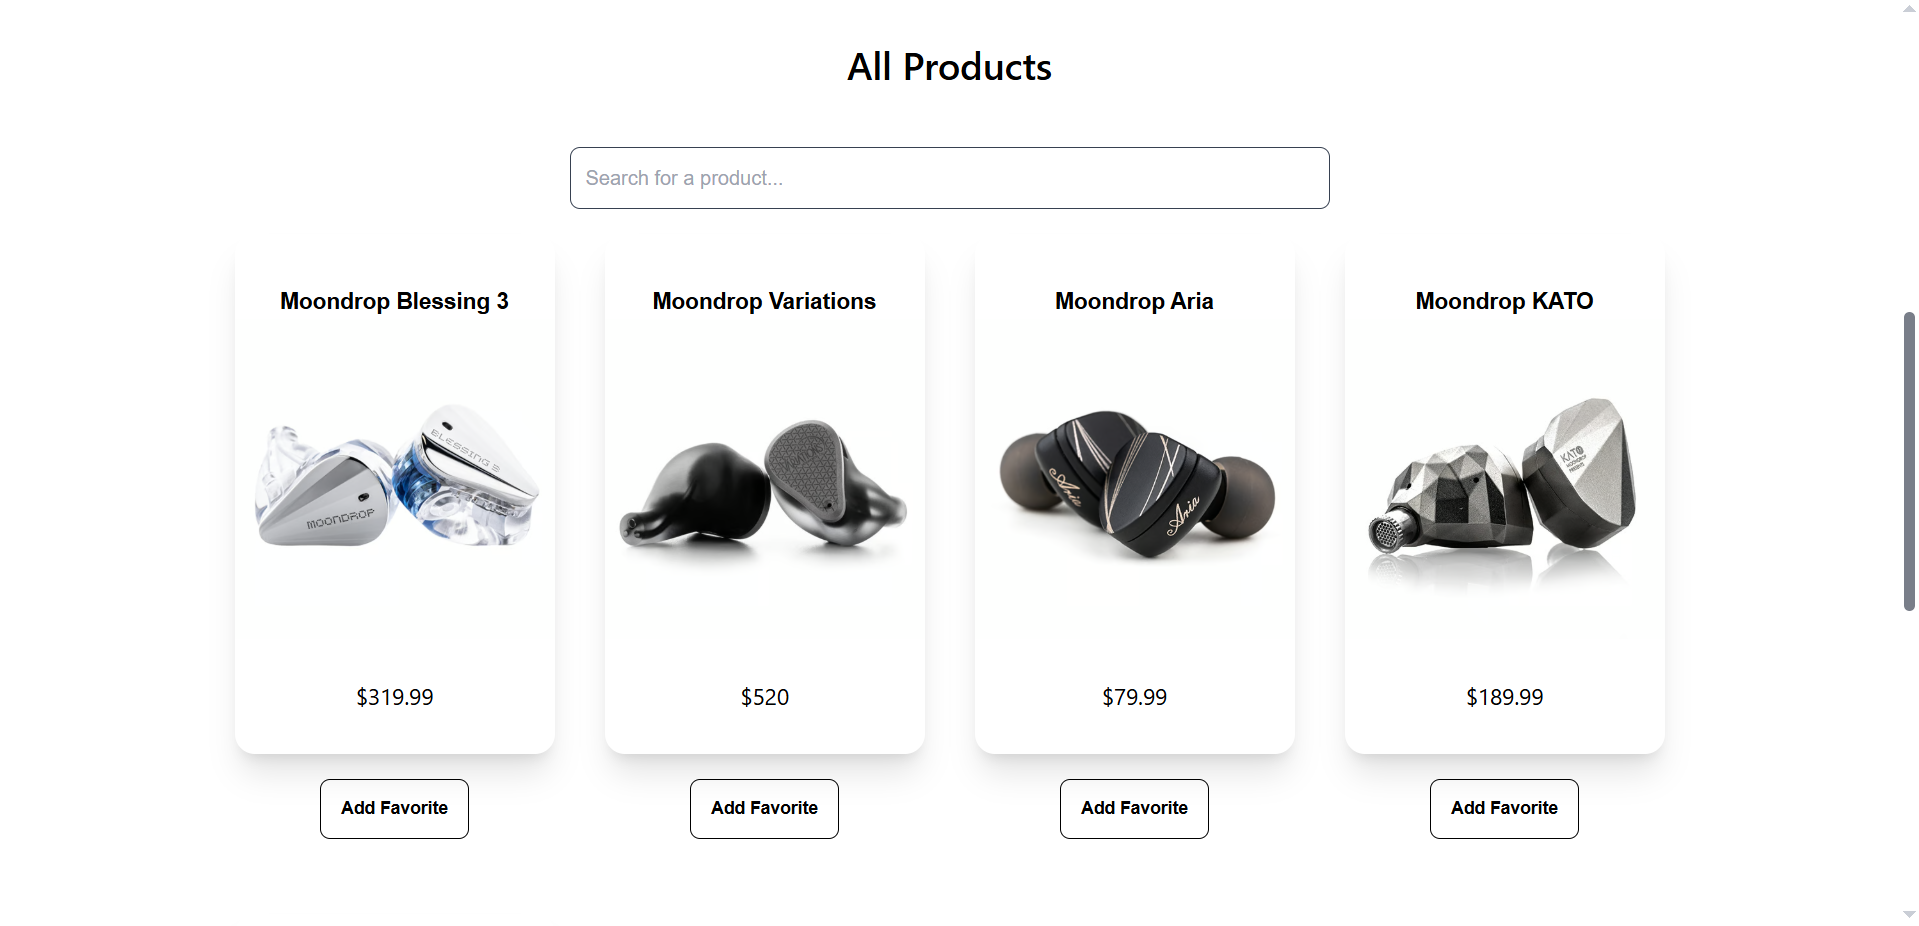 All Products
Search for a product...
Moondrop Blessing 3
Moondrop Variations
Moondrop Aria
Moondrop KATO
MOONDROP
BLESSING 3
Aria
Aria
KATO
MOONDROP
$319.99
$520
$79.99
$189.99
Add Favorite
Add Favorite
Add Favorite
Add Favorite